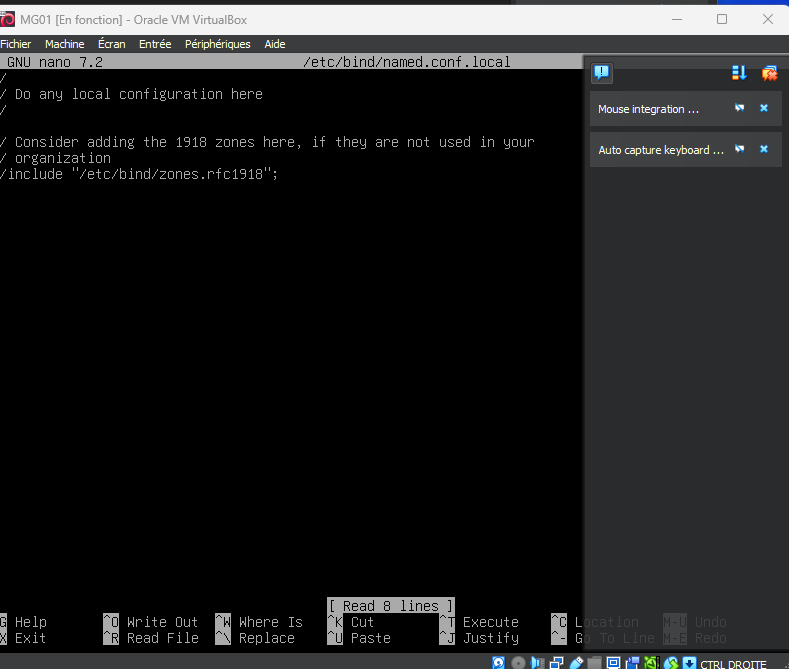 MG01 [En fonction] - Oracle VM VirtualBox
Fichier Machine Écran Entrée Périphériques Aide
GNU nano 7.2 /etc/bind/named.conf.local
/
/ Do any local configuration here
/
/ Consider adding the 1918 zones here, if they are not used in your
/ organization
/include "/etc/bind/zones.rfc1918";
Mouse integration ...
Auto capture keyboard ...
[ Read 8 lines ]
G Help ^O Write Out ^W Where Is ^K Cut ^T Execute ^C Location M-U Undo
X Exit ^R Read File ^\ Replace ^U Paste ^J Justify ^- Go To Line M-E Redo
CTRL DROITE